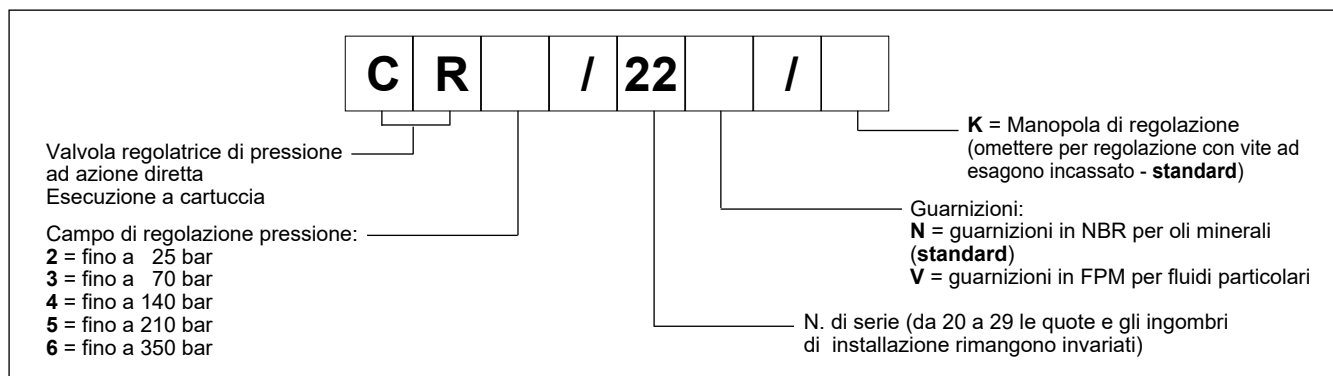 C R / 22 /
Valvola regolatrice di pressione
ad azione diretta
Esecuzione a cartuccia
Campo di regolazione pressione:
2 = fino a 25 bar
3 = fino a 70 bar
4 = fino a 140 bar
5 = fino a 210 bar
6 = fino a 350 bar
K = Manopola di regolazione
(omettere per regolazione con vite ad
esagono incassato - standard)
Guarnizioni:
N = guarnizioni in NBR per oli minerali
(standard)
V = guarnizioni in FPM per fluidi particolari
N. di serie (da 20 a 29 le quote e gli ingombri
di installazione rimangono invariati)